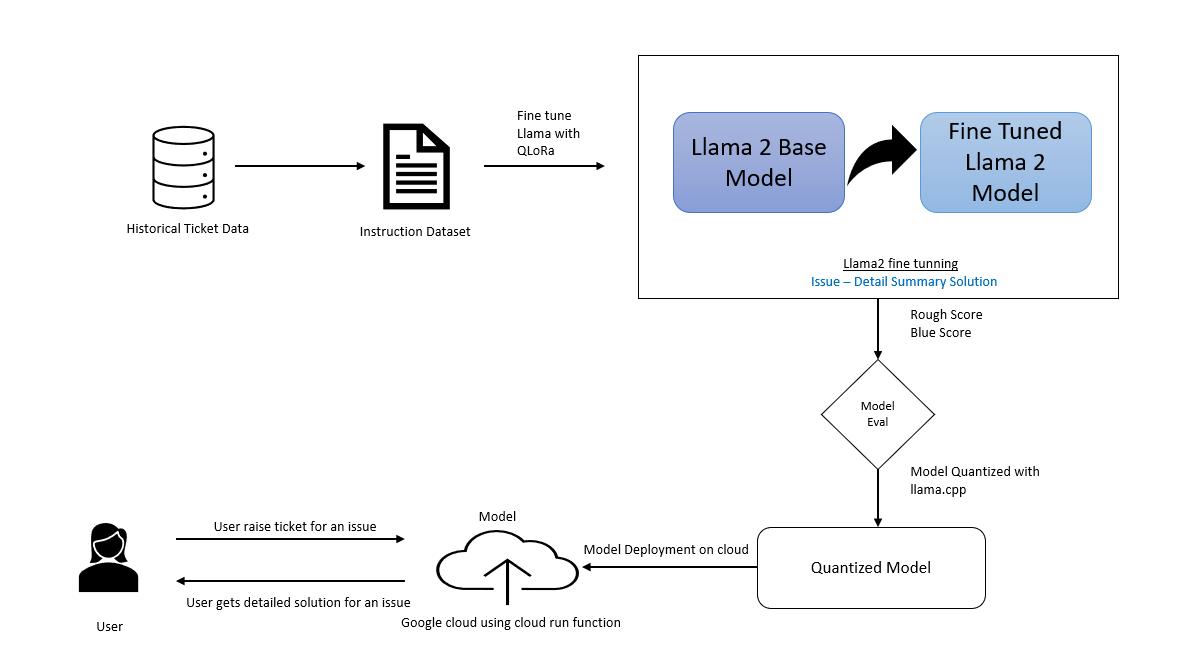 Fine tune
Llama with
QLoRa
Historical Ticket Data
Instruction Dataset
Llama 2 Base
Model
Fine Tuned
Llama 2
Model
Llama2 fine tunning
Issue – Detail Summary Solution
Rough Score
Blue Score
Model
Eval
Model Quantized with
llama.cpp
Quantized Model
Model Deployment on cloud
Model
Google cloud using cloud run function
User raise ticket for an issue
User gets detailed solution for an issue
User